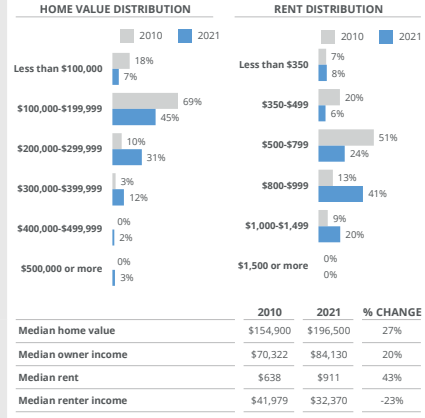 HOME VALUE DISTRIBUTION
2010 2021
Less than $100,000 18% 7%
$100,000-$199,999 69% 45%
$200,000-$299,999 10% 31%
$300,000-$399,999 3% 12%
$400,000-$499,999 0% 2%
$500,000 or more 0% 3%
RENT DISTRIBUTION
2010 2021
Less than $350 7% 8%
$350-$499 20% 6%
$500-$799 51% 24%
$800-$999 13% 41%
$1,000-$1,499 9% 20%
$1,500 or more 0% 0%
2010 2021 % CHANGE
Median home value $154,900 $196,500 27%
Median owner income $70,322 $84,130 20%
Median rent $638 $911 43%
Median renter income $41,979 $32,370 -23%